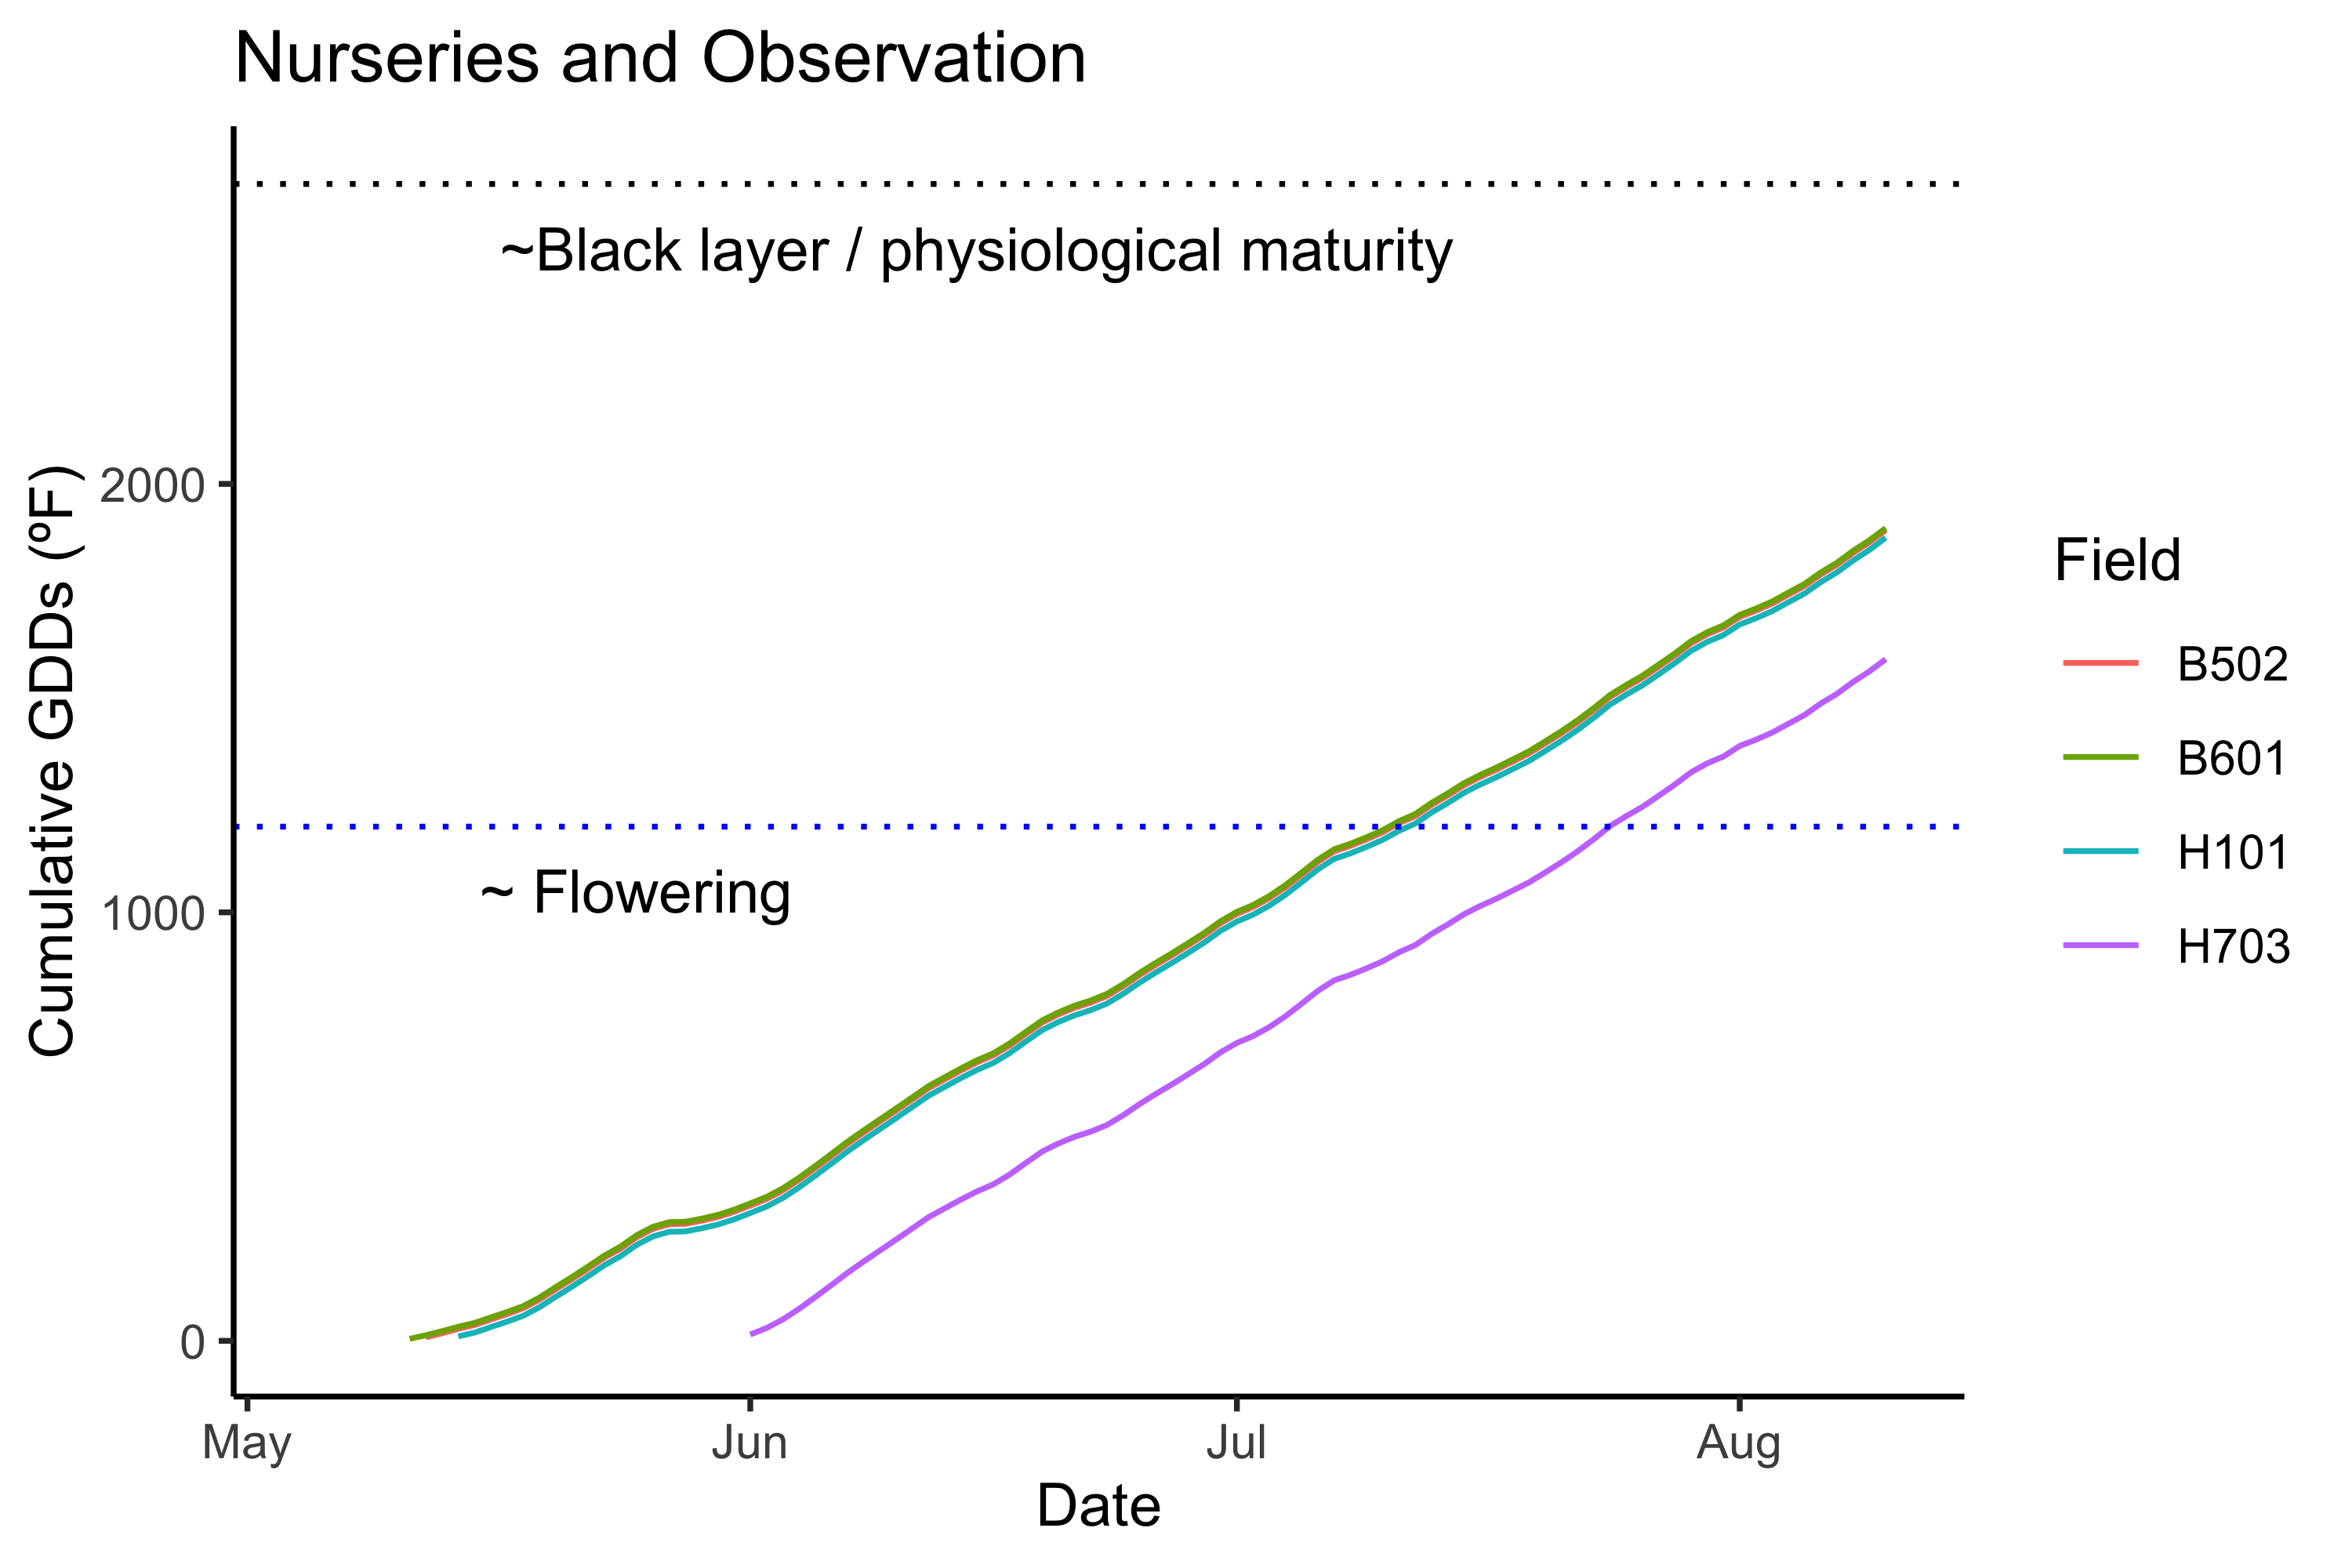 Nurseries and Observation
~Black layer / physiological maturity
~ Flowering
Cumulative GDDs (ºF)
2000
1000
0
May
Jun
Jul
Aug
Date
Field
B502
B601
H101
H703